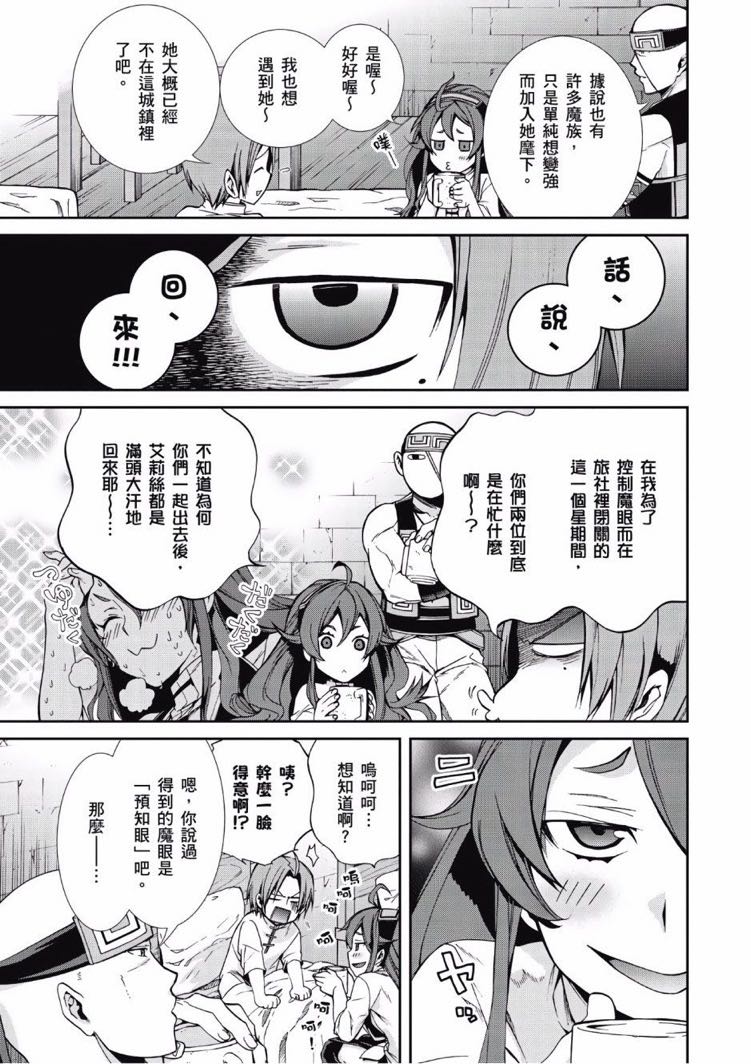 據說也有
許多魔族，
只是單純想變強
而加入她麾下。
是喔～
好好喔～
我也想
遇到她～
噗—
她大概已經
不在這城鎮裡
了吧。
話、
說、
回、
來!!!
在我為了
控制魔眼而在
旅社裡閉關的
這一個星期間，
你們兩位到底
是在忙什麼
啊～?
不知道為何
你們一起出去後，
艾莉絲都是
滿頭大汗地
回來耶～…
ニヤ
嗚呵呵…
想知道啊?
咦?
幹麼一臉
得意啊!?
嗚
呵
呵
嗯，你說過
得到的魔眼是
「預知眼」吧。
那麼——…